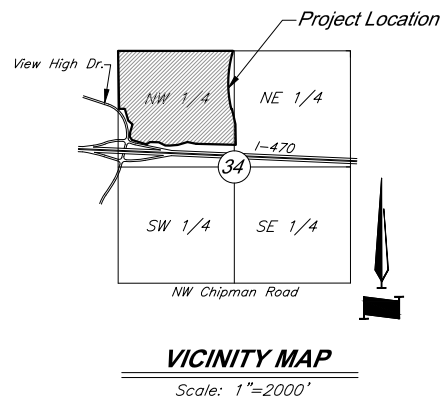 Project Location
View High Dr.
NW 1/4
NE 1/4
I-470
34
SW 1/4
SE 1/4
NW Chipman Road
VICINITY MAP
Scale: 1"=2000'